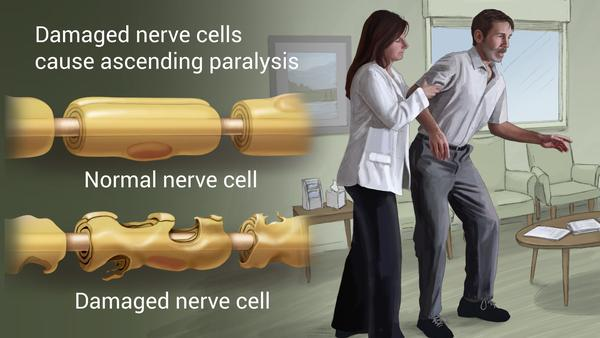 Damaged nerve cells
cause ascending paralysis
Normal nerve cell
Damaged nerve cell